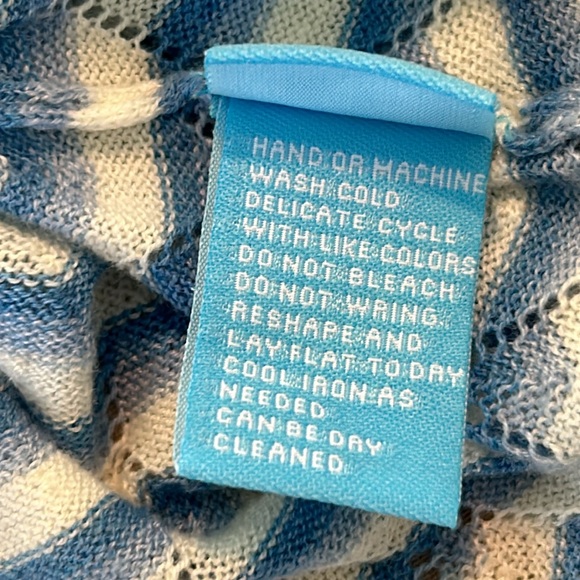 HAND OR MACHINE
WASH COLD
DELICATE CYCLE
WITH LIKE COLORS
DO NOT BLEACH
DO NOT WRING
RESHAPE AND
LAY FLAT TO DRY
COOL IRON AS
NEEDED
CAN BE DRY
CLEANED